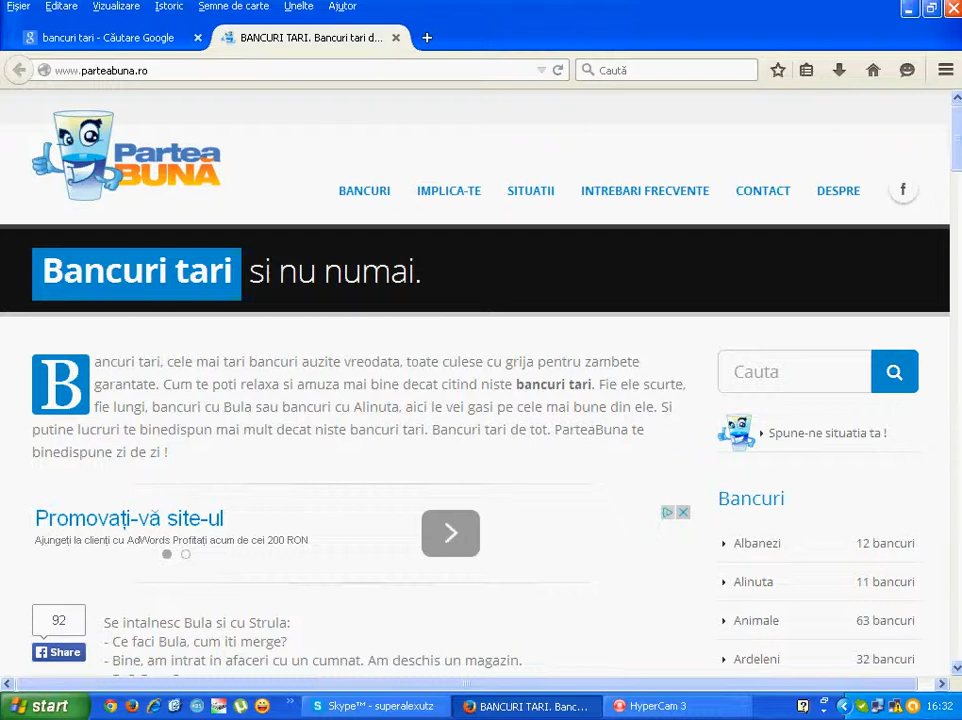 Fișier Editare Vizualizare Istoric Semne de carte Unelte Ajutor
bancuri tari - Căutare Google
BANCURI TARI. Bancuri tari d...
www.parteabuna.ro
Caută
Partea
BUNA
BANCURI IMPLICA-TE SITUATII INTREBARI FRECVENTE CONTACT DESPRE f
Bancuri tari si nu numai.
Bancuri tari, cele mai tari bancuri auzite vreodata, toate culese cu grija pentru zambete
garantate. Cum te poti relaxa si amuza mai bine decat citind niste bancuri tari. Fie ele scurte,
fie lungi, bancuri cu Bula sau bancuri cu Alinuta, aici le vei gasi pe cele mai bune din ele. Si
putine lucruri te binedispun mai mult decat niste bancuri tari. Bancuri tari de tot. ParteaBuna te
binedispune zi de zi !
Cauta
Spune-ne situatia ta !
Bancuri
Albanezi 12 bancuri
Alinuta 11 bancuri
Animale 63 bancuri
Ardeleni 32 bancuri
Promovați-vă site-ul
Ajungeți la clienți cu AdWords Profitați acum de cei 200 RON
92
Share
Se intalnesc Bula si cu Strula:
- Ce faci Bula, cum iti merge?
- Bine, am intrat in afaceri cu un cumnat. Am deschis un magazin.
start
Skype™ - superalexutz
BANCURI TARI. Banc...
HyperCam 3
16:32